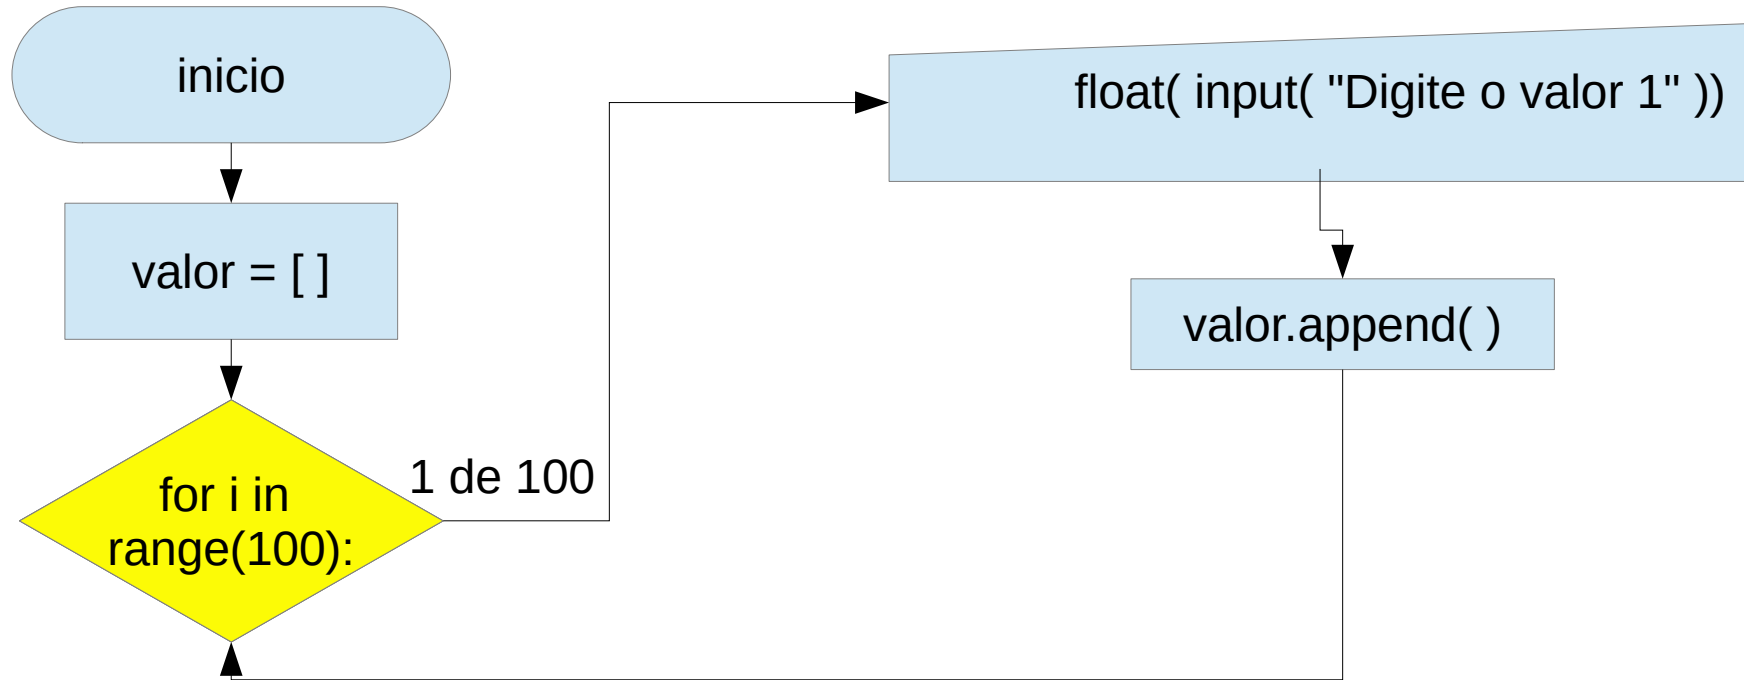 inicio
valor = [ ]
for i in
range(100):
1 de 100
float( input( "Digite o valor 1" ))
valor.append( )